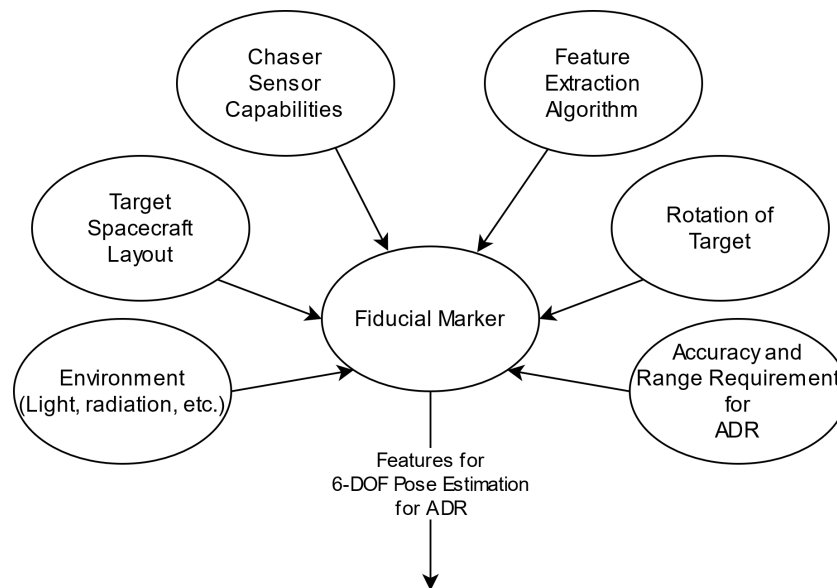 Chaser
Sensor
Capabilities
Feature
Extraction
Algorithm
Target
Spacecraft
Layout
Rotation of
Target
Fiducial Marker
Environment
(Light, radiation, etc.)
Accuracy and
Range Requirement
for
ADR
Features for
6-DOF Pose Estimation
for ADR